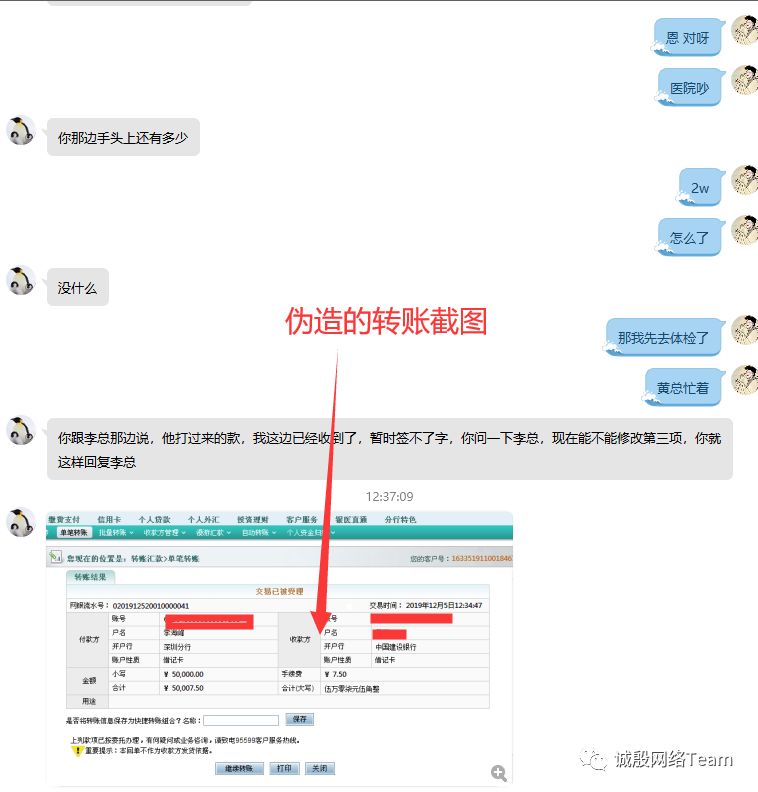 恩 对呀
医院吵
你那边手头上还有多少
2w
怎么了
没什么
伪造的转账截图
那我先去体检了
黄总忙着
你跟李总那边说，他打过来的款，我这边已经收到了，暂时签不了字，你问一下李总，现在能不能修改第三项，你就
这样回复李总
12:37:09
缴费支付 信用卡 个人贷款 个人外汇 投资理财 客户服务 银医直通 分行特色
单笔转账 批量转账 收款方管理 漫游汇款 自动转账 个人资金归
您现在的位置是：转账汇款>单笔转账 您的客户号：1633519110018467
转账结果
交易已被受理
网银流水号：0201912520010000041 交易时间：2019年12月5日12:34:47
付款方 账号 收款方 账号
户名 李海峰 户名
开户行 深圳分行 开户行 中国建设银行
账户性质 借记卡 账户性质 借记卡
金额 小写 ¥ 50,000.00 手续费 ¥ 7.50
合计 ¥ 50,007.50 合计(大写) 伍万零柒元伍角整
用途
是否将转账信息保存为快捷转账组合？名称： 保存
上列款项已按委托办理，有何疑问或业务咨询，请致电95599客户服务热线。
重要提示：本回单不作为收款方发货依据。
继续转账 打印 关闭
诚殷网络Team